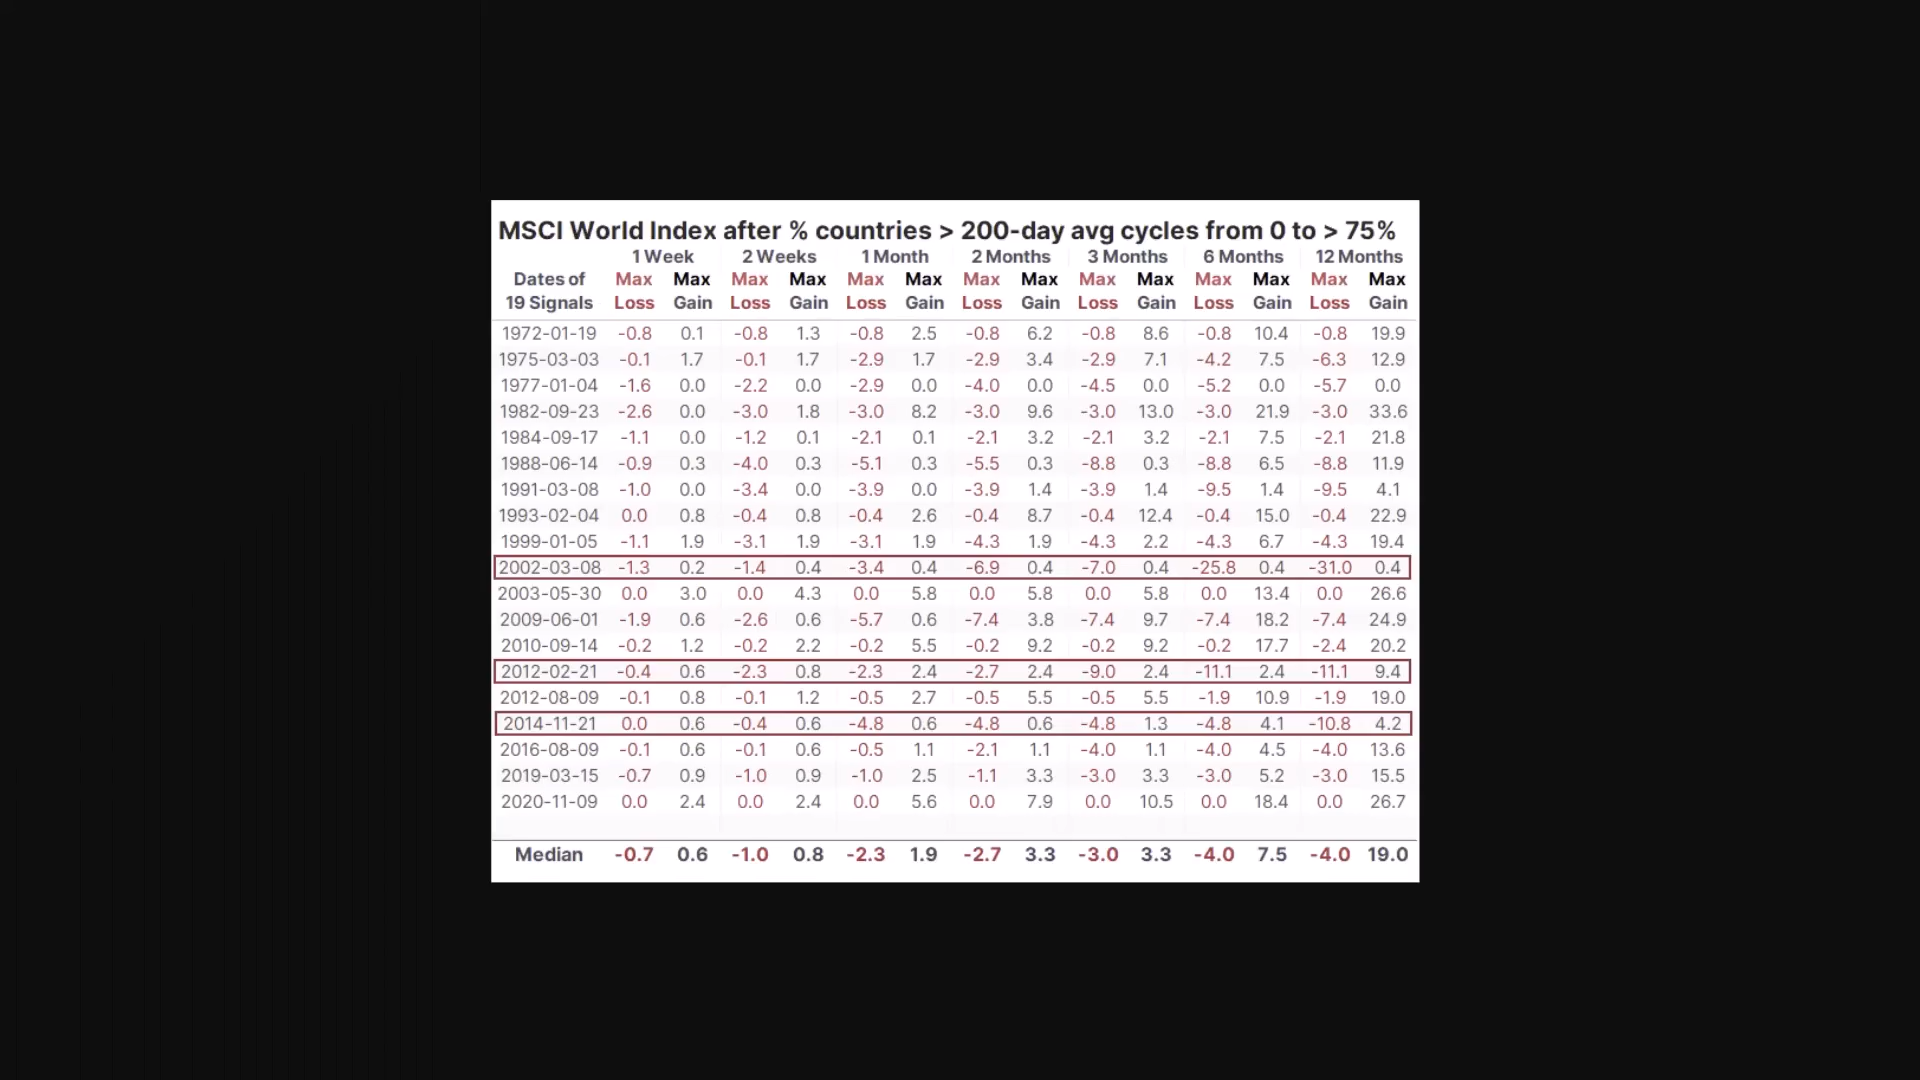 MSCI World Index after % countries > 200-day avg cycles from 0 to > 75%
1 Week 2 Weeks 1 Month 2 Months 3 Months 6 Months 12 Months
Dates of Max Max Max Max Max Max Max Max Max Max Max Max Max Max
19 Signals Loss Gain Loss Gain Loss Gain Loss Gain Loss Gain Loss Gain Loss Gain
1972-01-19 -0.8 0.1 -0.8 1.3 -0.8 2.5 -0.8 6.2 -0.8 8.6 -0.8 10.4 -0.8 19.9
1975-03-03 -0.1 1.7 -0.1 1.7 -2.9 1.7 -2.9 3.4 -2.9 7.1 -4.2 7.5 -6.3 12.9
1977-01-04 -1.6 0.0 -2.2 0.0 -2.9 0.0 -4.0 0.0 -4.5 0.0 -5.2 0.0 -5.7 0.0
1982-09-23 -2.6 0.0 -3.0 1.8 -3.0 8.2 -3.0 9.6 -3.0 13.0 -3.0 21.9 -3.0 33.6
1984-09-17 -1.1 0.0 -1.2 0.1 -2.1 0.1 -2.1 3.2 -2.1 3.2 -2.1 7.5 -2.1 21.8
1988-06-14 -0.9 0.3 -4.0 0.3 -5.1 0.3 -5.5 0.3 -8.8 0.3 -8.8 6.5 -8.8 11.9
1991-03-08 -1.0 0.0 -3.4 0.0 -3.9 0.0 -3.9 1.4 -3.9 1.4 -9.5 1.4 -9.5 4.1
1993-02-04 0.0 0.8 -0.4 0.8 -0.4 2.6 -0.4 8.7 -0.4 12.4 -0.4 15.0 -0.4 22.9
1999-01-05 -1.1 1.9 -3.1 1.9 -3.1 1.9 -4.3 1.9 -4.3 2.2 -4.3 6.7 -4.3 19.4
2002-03-08 -1.3 0.2 -1.4 0.4 -3.4 0.4 -6.9 0.4 -7.0 0.4 -25.8 0.4 -31.0 0.4
2003-05-30 0.0 3.0 0.0 4.3 0.0 5.8 0.0 5.8 0.0 5.8 0.0 13.4 0.0 26.6
2009-06-01 -1.9 0.6 -2.6 0.6 -5.7 0.6 -7.4 3.8 -7.4 9.7 -7.4 18.2 -7.4 24.9
2010-09-14 -0.2 1.2 -0.2 2.2 -0.2 5.5 -0.2 9.2 -0.2 9.2 -0.2 17.7 -2.4 20.2
2012-02-21 -0.4 0.6 -2.3 0.8 -2.3 2.4 -2.7 2.4 -9.0 2.4 -11.1 2.4 -11.1 9.4
2012-08-09 -0.1 0.8 -0.1 1.2 -0.5 2.7 -0.5 5.5 -0.5 5.5 -1.9 10.9 -1.9 19.0
2014-11-21 0.0 0.6 -0.4 0.6 -4.8 0.6 -4.8 0.6 -4.8 1.3 -4.8 4.1 -10.8 4.2
2016-08-09 -0.1 0.6 -0.1 0.6 -0.5 1.1 -2.1 1.1 -4.0 1.1 -4.0 4.5 -4.0 13.6
2019-03-15 -0.7 0.9 -1.0 0.9 -1.0 2.5 -1.1 3.3 -3.0 3.3 -3.0 5.2 -3.0 15.5
2020-11-09 0.0 2.4 0.0 2.4 0.0 5.6 0.0 7.9 0.0 10.5 0.0 18.4 0.0 26.7
Median -0.7 0.6 -1.0 0.8 -2.3 1.9 -2.7 3.3 -3.0 3.3 -4.0 7.5 -4.0 19.0